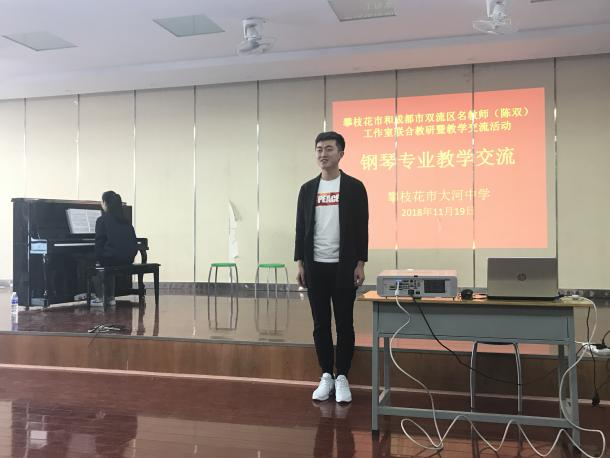 攀枝花市和成都市双流区名教师（陈双）
工作室联合教研暨教学交流活动
钢琴专业教学交流
攀枝花市大河中学
2018年11月19日
PEACE
hp